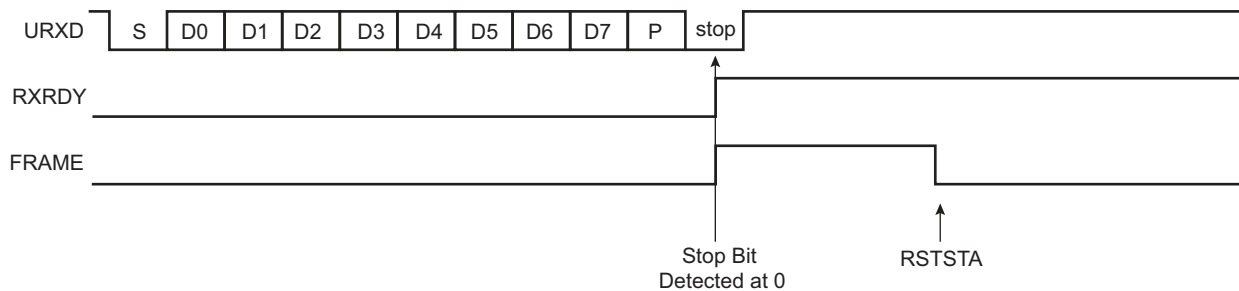 URXD S D0 D1 D2 D3 D4 D5 D6 D7 P stop
RXRDY
FRAME
Stop Bit
Detected at 0
RSTSTA